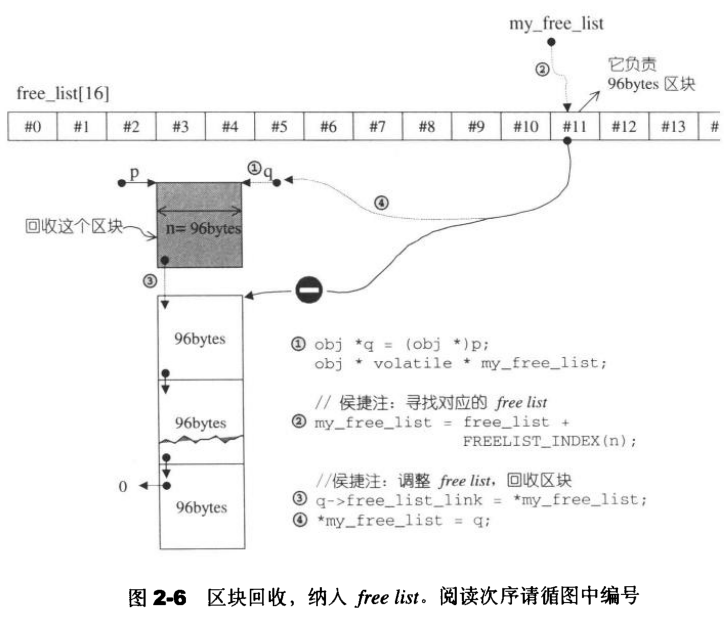 my_free_list
②
它负责
96bytes 区块
free_list[16]
#0 #1 #2 #3 #4 #5 #6 #7 #8 #9 #10 #11 #12 #13 #
p
① q
④
回收这个区块
n= 96bytes
③
96bytes
① obj *q = (obj *)p;
obj * volatile * my_free_list;
// 侯捷注：寻找对应的 free list
96bytes
② my_free_list = free_list +
FREELIST_INDEX(n);
//侯捷注：调整 free list，回收区块
0
③ q->free_list_link = *my_free_list;
96bytes
④ *my_free_list = q;
图 2-6 区块回收，纳入 free list。阅读次序请循图中编号